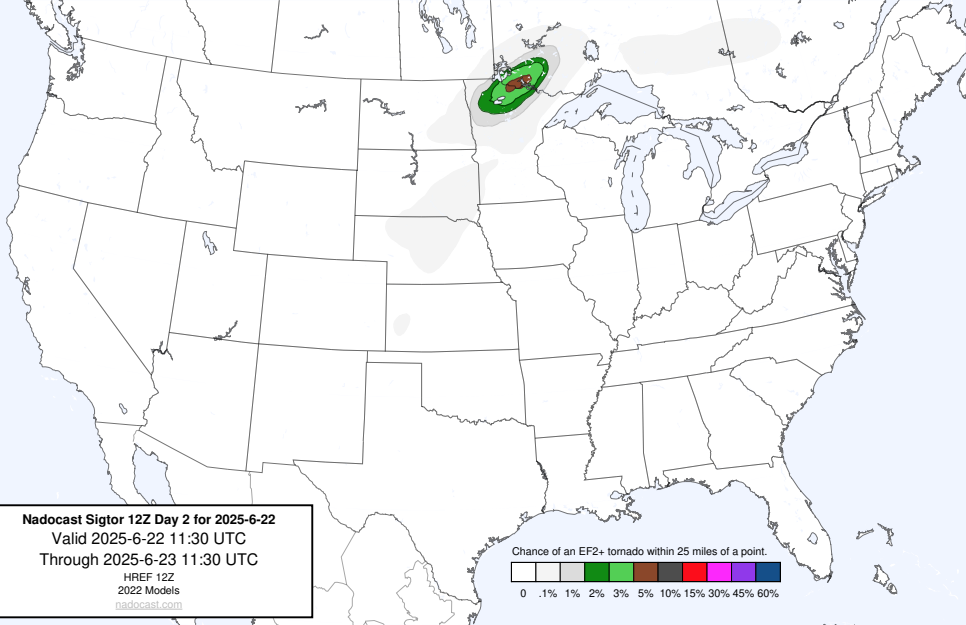 Nadocast Sigtor 12Z Day 2 for 2025-6-22
Valid 2025-6-22 11:30 UTC
Through 2025-6-23 11:30 UTC
HREF 12Z
2022 Models
nadocast.com
Chance of an EF2+ tornado within 25 miles of a point.
0 .1% 1% 2% 3% 5% 10% 15% 30% 45% 60%